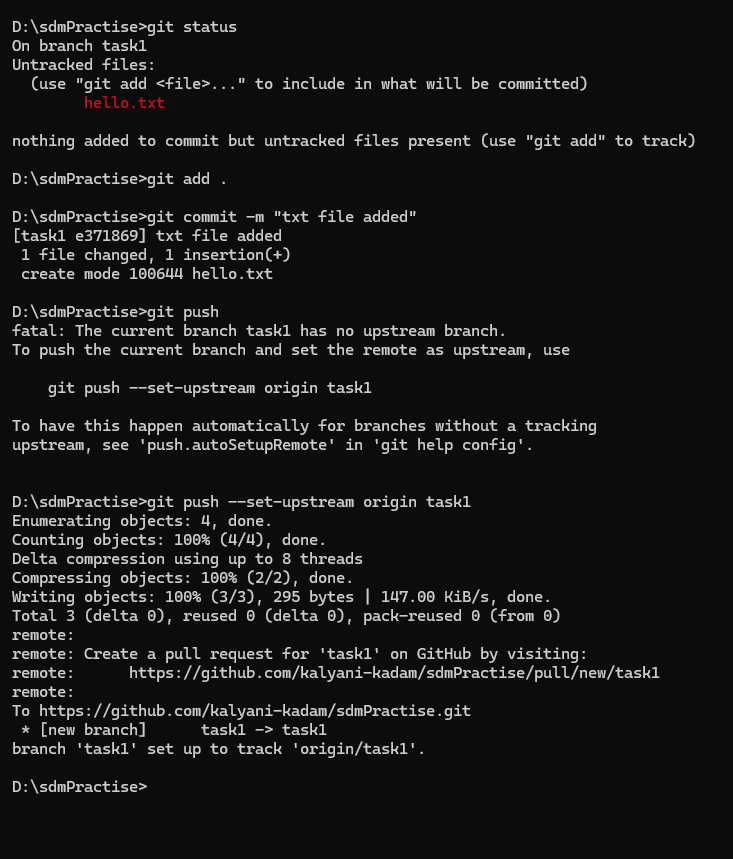 D:\sdmPractise>git status
On branch task1
Untracked files:
  (use "git add <file>..." to include in what will be committed)
        hello.txt

nothing added to commit but untracked files present (use "git add" to track)

D:\sdmPractise>git add .

D:\sdmPractise>git commit -m "txt file added"
[task1 e371869] txt file added
 1 file changed, 1 insertion(+)
 create mode 100644 hello.txt

D:\sdmPractise>git push
fatal: The current branch task1 has no upstream branch.
To push the current branch and set the remote as upstream, use

    git push --set-upstream origin task1

To have this happen automatically for branches without a tracking
upstream, see 'push.autoSetupRemote' in 'git help config'.


D:\sdmPractise>git push --set-upstream origin task1
Enumerating objects: 4, done.
Counting objects: 100% (4/4), done.
Delta compression using up to 8 threads
Compressing objects: 100% (2/2), done.
Writing objects: 100% (3/3), 295 bytes | 147.00 KiB/s, done.
Total 3 (delta 0), reused 0 (delta 0), pack-reused 0 (from 0)
remote:
remote: Create a pull request for 'task1' on GitHub by visiting:
remote:      https://github.com/kalyani-kadam/sdmPractise/pull/new/task1
remote:
To https://github.com/kalyani-kadam/sdmPractise.git
 * [new branch]      task1 -> task1
branch 'task1' set up to track 'origin/task1'.

D:\sdmPractise>